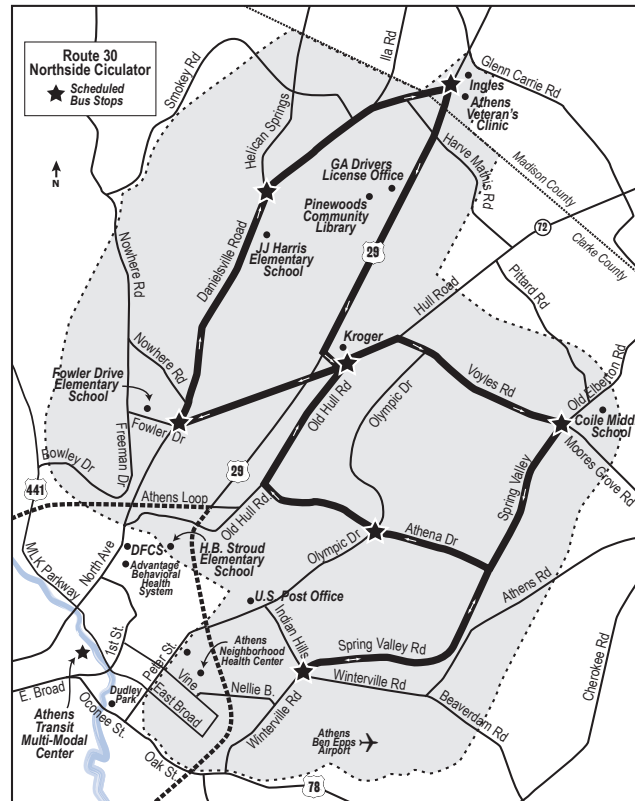 Route 30
Northside Ciculator
Scheduled
Bus Stops
N
Smokey Rd
Ila Rd
Glenn Carrie Rd
Ingles
Athens
Veteran's
Clinic
Helican Springs
Harve Mathis Rd
Madison County
Clarke County
GA Drivers
License Office
Pinewoods
Community
Library
72
JJ Harris
Elementary
School
Danielsville Road
29
Nowhere Rd
Hull Road
Pittard Rd
Nowhere Rd
Kroger
Fowler Drive
Elementary
School
Voyles Rd
Old Elberton Rd
Old Hull Rd
Olympic Dr
Coile Midd
School
Fowler Dr
Freeman Dr
Moores Grove Rd
Bowley Dr
29
441
Spring Valley
Athens Loop
Old Hull Rd.
MLK Parkway
North Ave
DFCS
H.B. Stroud
Elementary
School
Advantage
Behavioral
Health
System
Olympic Dr
Athena Dr
Athens Rd
U.S. Post Office
Indian Hills
1st St.
Peter St.
Athens
Neighborhood
Health Center
Spring Valley Rd
Vine
Winterville Rd
Cherokee Rd
E. Broad
Dudley
Park
East Broad
Nellie B.
Beaverdam Rd
Oconee St.
Winterville Rd
Athens
Transit
Multi-Modal
Center
Athens
Ben Epps
Airport
Oak St.
78